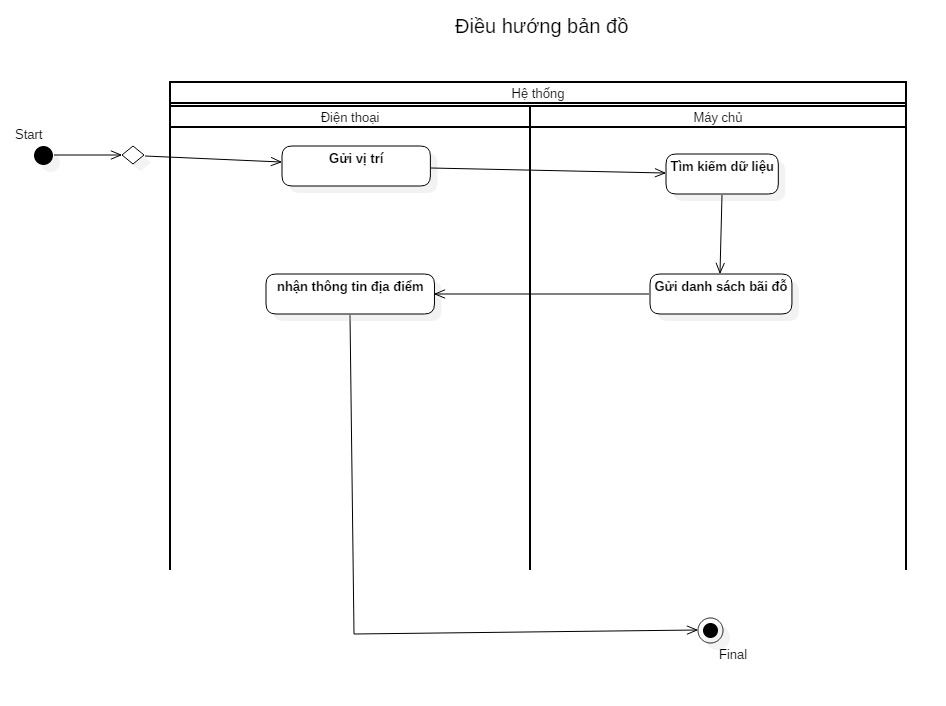 Điều hướng bản đồ
Hệ thống
Điện thoại
Máy chủ
Start
Gửi vị trí
Tìm kiếm dữ liệu
nhận thông tin địa điểm
Gửi danh sách bãi đỗ
Final